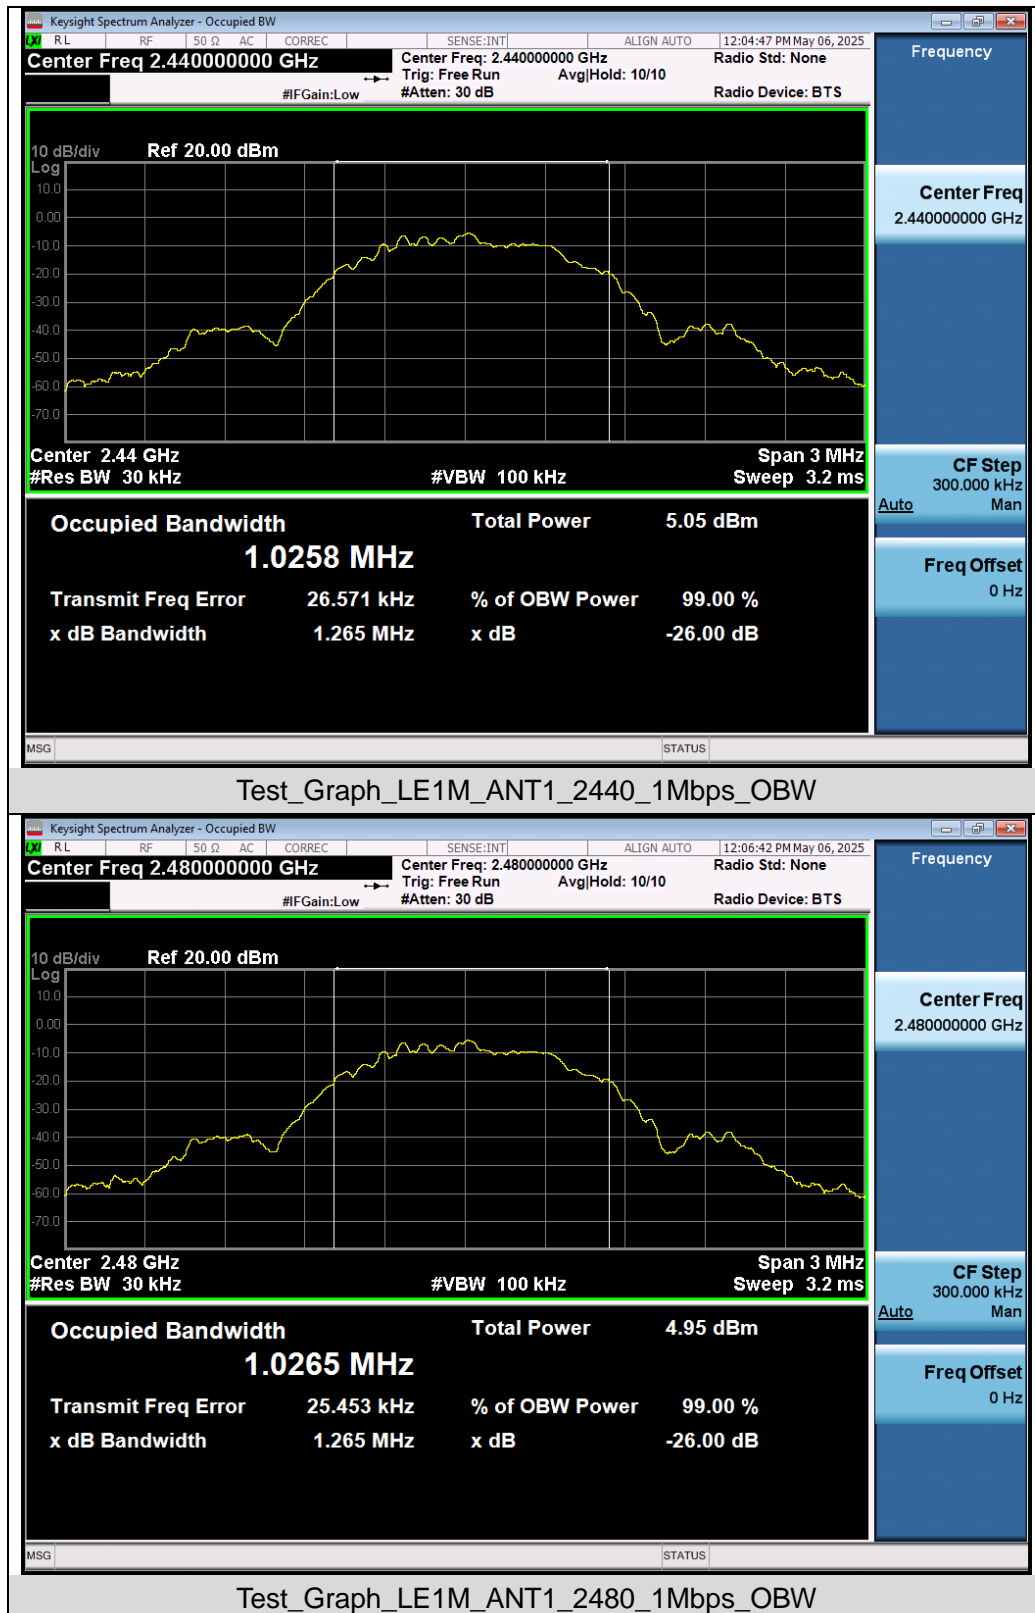 Keysight Spectrum Analyzer - Occupied BW
LXI RL RF 50 Ω AC CORREC SENSE:INT ALIGN AUTO 12:04:47 PM May 06, 2025
Center Freq 2.440000000 GHz Center Freq: 2.440000000 GHz Radio Std: None Frequency
Trig: Free Run Avg|Hold: 10/10
#IFGain:Low #Atten: 30 dB Radio Device: BTS
10 dB/div Ref 20.00 dBm
Log
10.0
0.00
-10.0
-20.0
-30.0
-40.0
-50.0
-60.0
-70.0
Center Freq
2.440000000 GHz
Center 2.44 GHz Span 3 MHz
#Res BW 30 kHz #VBW 100 kHz Sweep 3.2 ms
CF Step
300.000 kHz
Auto Man
Occupied Bandwidth Total Power 5.05 dBm
1.0258 MHz
Transmit Freq Error 26.571 kHz % of OBW Power 99.00 %
x dB Bandwidth 1.265 MHz x dB -26.00 dB
Freq Offset
0 Hz
MSG STATUS
Test_Graph_LE1M_ANT1_2440_1Mbps_OBW
Keysight Spectrum Analyzer - Occupied BW
LXI RL RF 50 Ω AC CORREC SENSE:INT ALIGN AUTO 12:06:42 PM May 06, 2025
Center Freq 2.480000000 GHz Center Freq: 2.480000000 GHz Radio Std: None Frequency
Trig: Free Run Avg|Hold: 10/10
#IFGain:Low #Atten: 30 dB Radio Device: BTS
10 dB/div Ref 20.00 dBm
Log
10.0
0.00
-10.0
-20.0
-30.0
-40.0
-50.0
-60.0
-70.0
Center Freq
2.480000000 GHz
Center 2.48 GHz Span 3 MHz
#Res BW 30 kHz #VBW 100 kHz Sweep 3.2 ms
CF Step
300.000 kHz
Auto Man
Occupied Bandwidth Total Power 4.95 dBm
1.0265 MHz
Transmit Freq Error 25.453 kHz % of OBW Power 99.00 %
x dB Bandwidth 1.265 MHz x dB -26.00 dB
Freq Offset
0 Hz
MSG STATUS
Test_Graph_LE1M_ANT1_2480_1Mbps_OBW